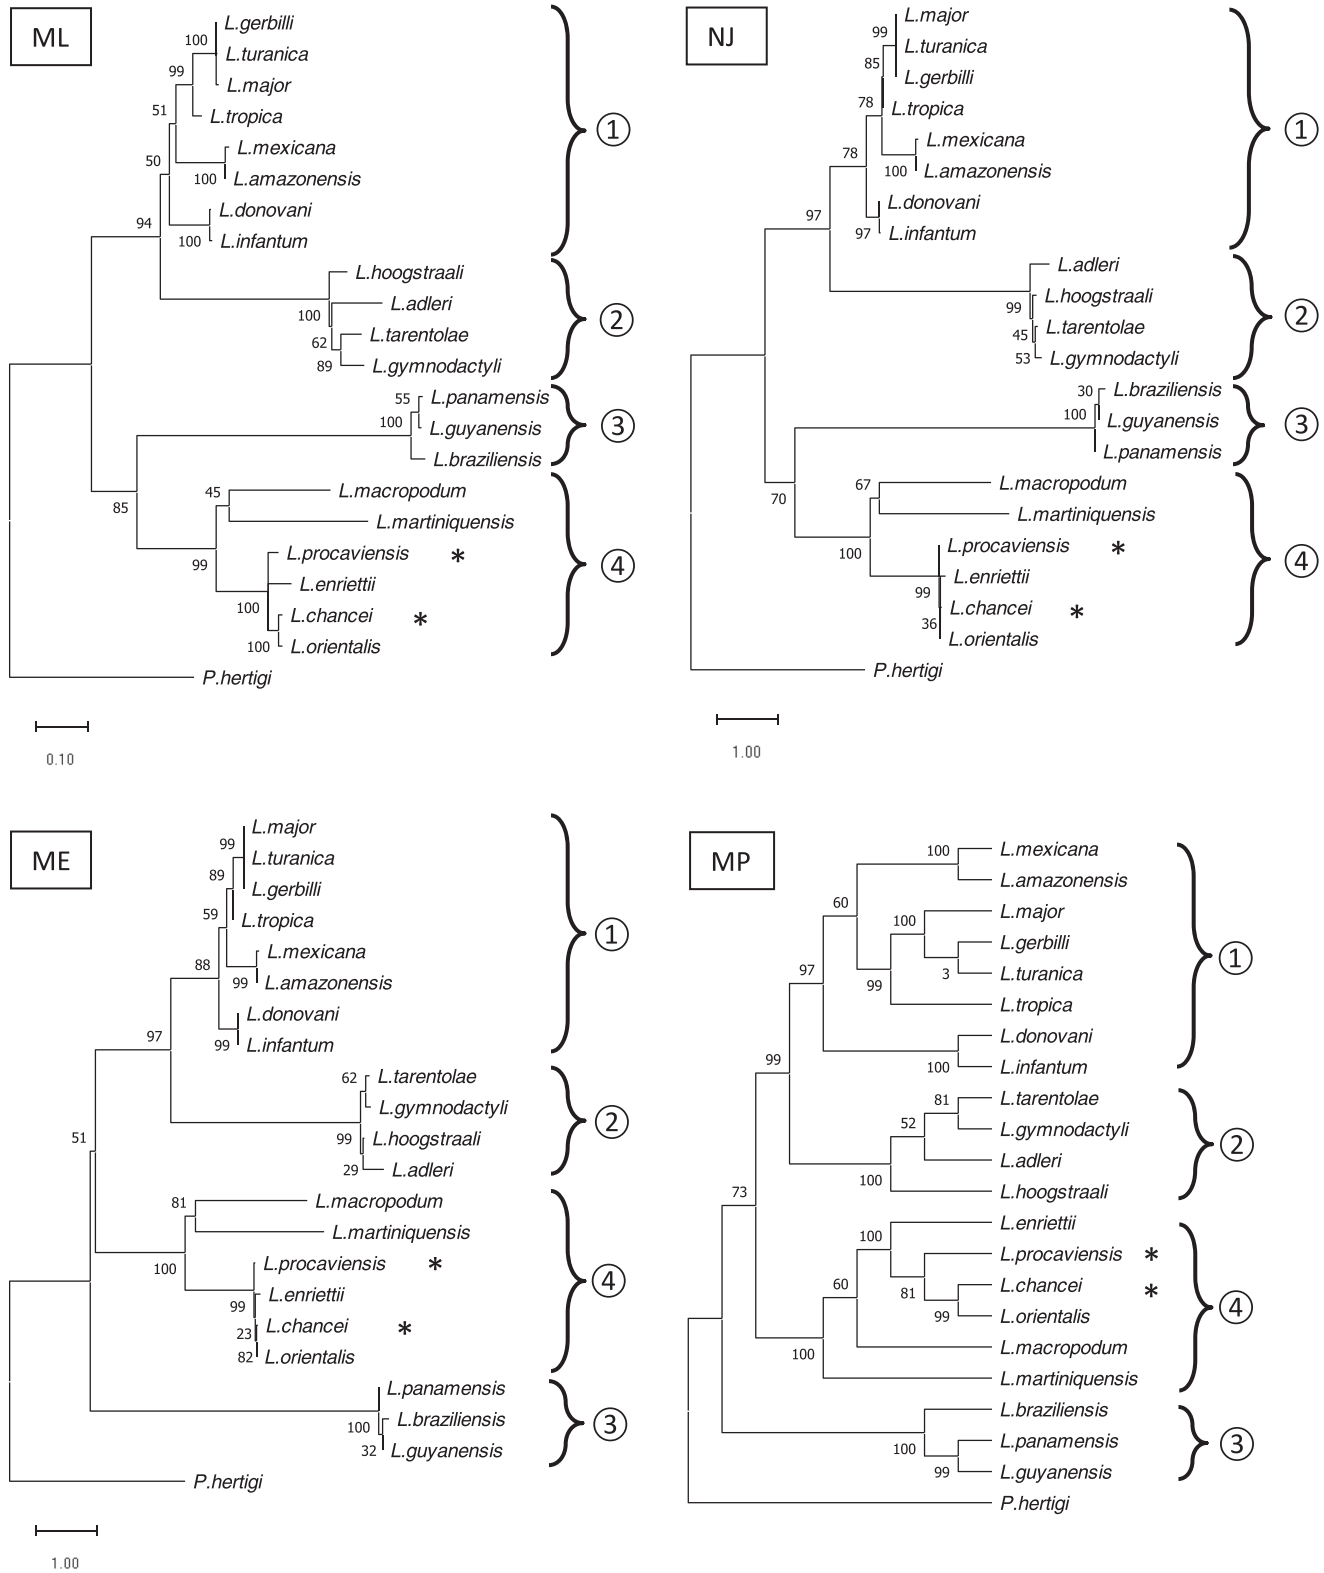 ML
100
L.gerbilli
L.turanica
99
L.major
51
L.tropica
50
L.mexicana
100
L.amazonensis
94
L.donovani
100
L.infantum
①
L.hoogstraali
100
L.adleri
62
L.tarentolae
89
L.gymnodactyli
②
55
L.panamensis
100
L.guyanensis
L.braziliensis
③
85
45
L.macropodum
L.martiniquensis
99
L.procaviensis *
L.enriettii
100
L.chancei *
100
L.orientalis
④
P.hertigi
0.10
NJ
99
L.major
L.turanica
85
L.gerbilli
78
L.tropica
78
L.mexicana
100
L.amazonensis
97
L.donovani
97
L.infantum
①
L.adleri
99
L.hoogstraali
45
L.tarentolae
53
L.gymnodactyli
②
30
L.braziliensis
100
L.guyanensis
L.panamensis
③
70
67
L.macropodum
L.martiniquensis
100
L.procaviensis *
L.enriettii
99
L.chancei *
36
L.orientalis
④
P.hertigi
1.00
ME
99
L.major
L.turanica
89
L.gerbilli
59
L.tropica
88
L.mexicana
99
L.amazonensis
97
L.donovani
99
L.infantum
①
62
L.tarentolae
L.gymnodactyli
99
L.hoogstraali
29
L.adleri
②
51
81
L.macropodum
L.martiniquensis
100
L.procaviensis *
L.enriettii
99
L.chancei *
23
82
L.orientalis
④
L.panamensis
100
L.braziliensis
32
L.guyanensis
③
P.hertigi
1.00
MP
100
L.mexicana
L.amazonensis
60
100
L.major
L.gerbilli
3
L.turanica
99
L.tropica
97
L.donovani
100
L.infantum
①
99
81
L.tarentolae
52
L.gymnodactyli
L.adleri
100
L.hoogstraali
②
73
100
L.enriettii
L.procaviensis *
81
L.chancei *
99
L.orientalis
60
L.macropodum
100
L.martiniquensis
④
L.braziliensis
100
L.panamensis
99
L.guyanensis
③
P.hertigi